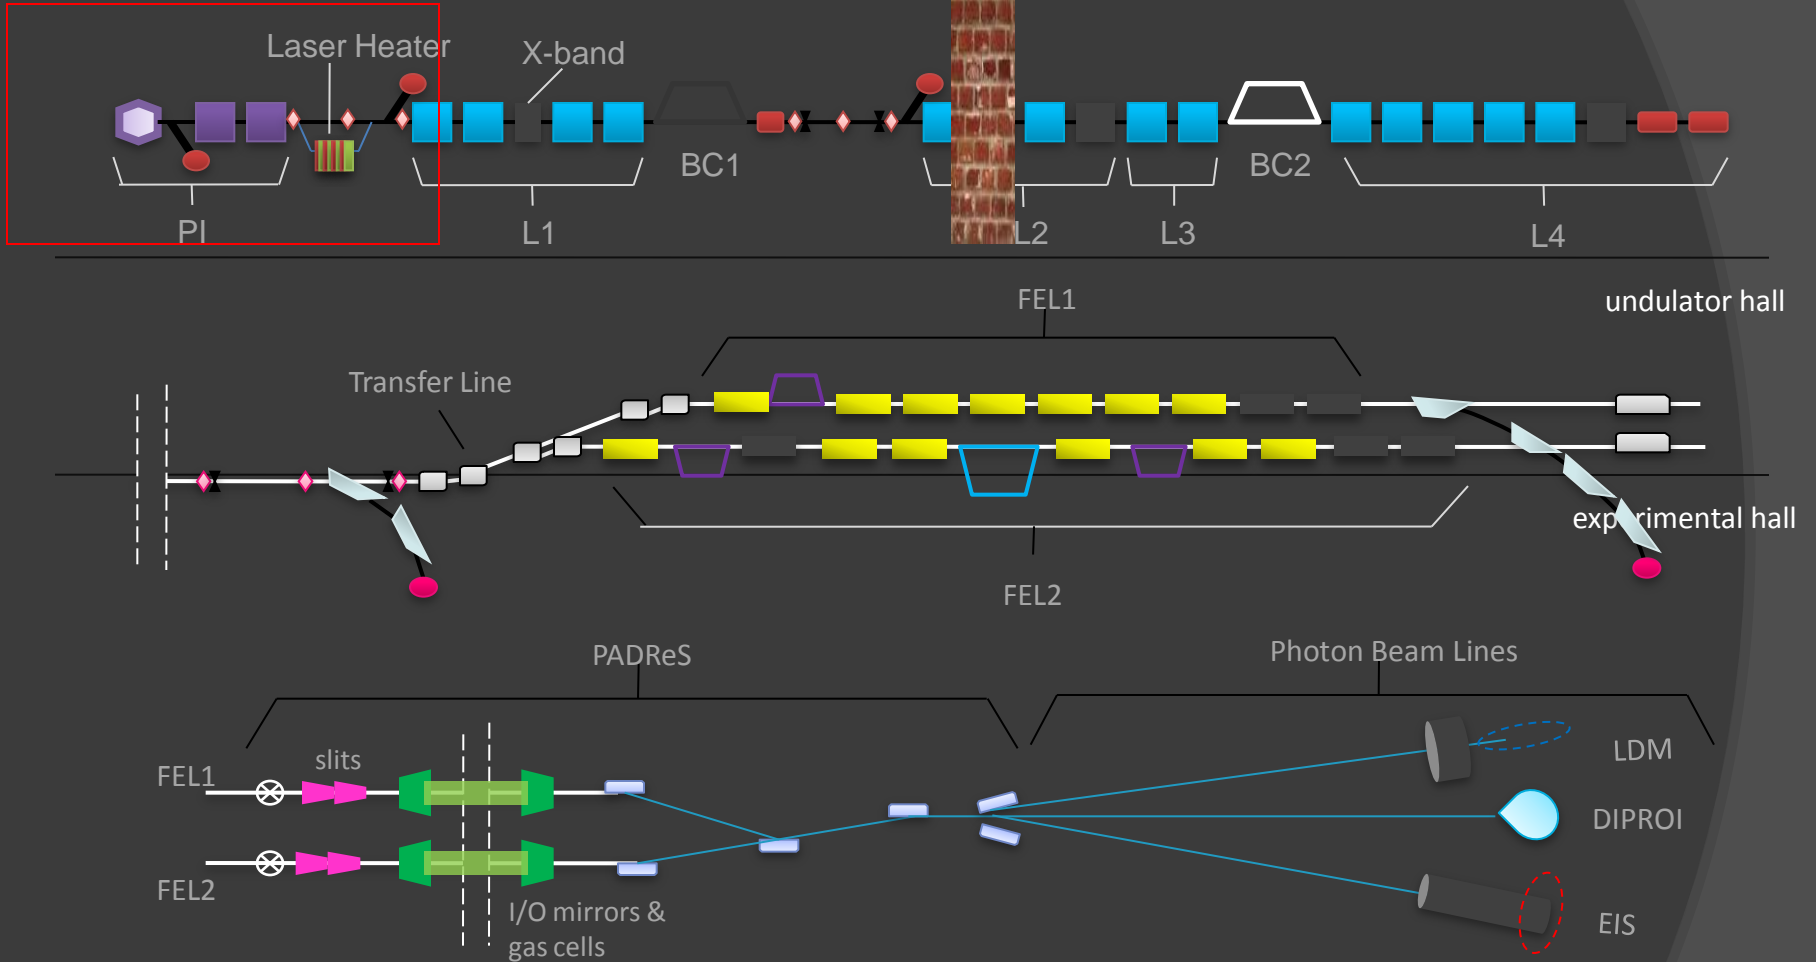 Laser Heater
X-band
BC1
BC2
PI
L1
L2
L3
L4
FEL1
undulator hall
Transfer Line
experimental hall
FEL2
PADReS
Photon Beam Lines
slits
FEL1
LDM
DIPROI
FEL2
I/O mirrors &
gas cells
EIS